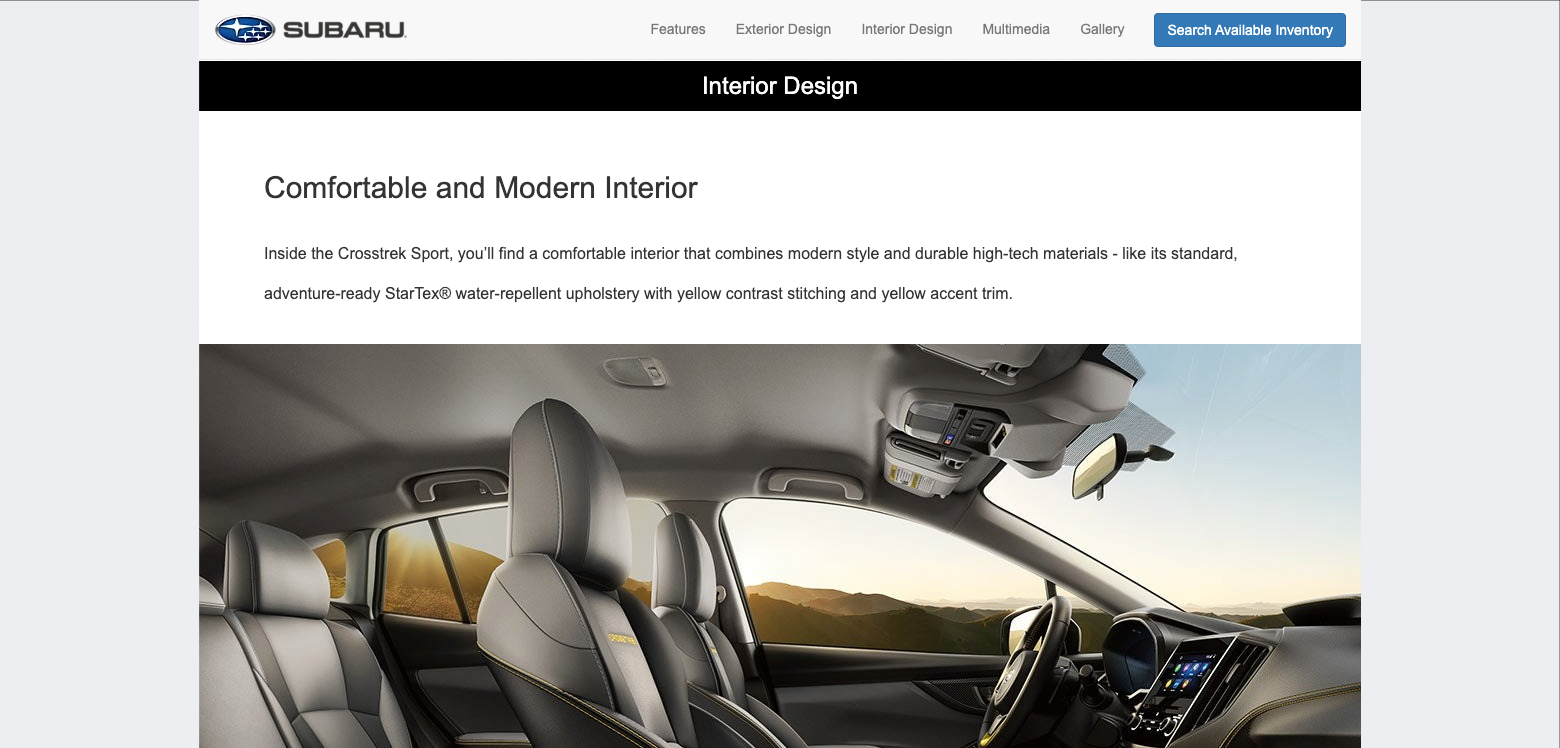 SUBARU
Features
Exterior Design
Interior Design
Multimedia
Gallery
Search Available Inventory
Interior Design
Comfortable and Modern Interior
Inside the Crosstrek Sport, you’ll find a comfortable interior that combines modern style and durable high-tech materials - like its standard,
adventure-ready StarTex® water-repellent upholstery with yellow contrast stitching and yellow accent trim.